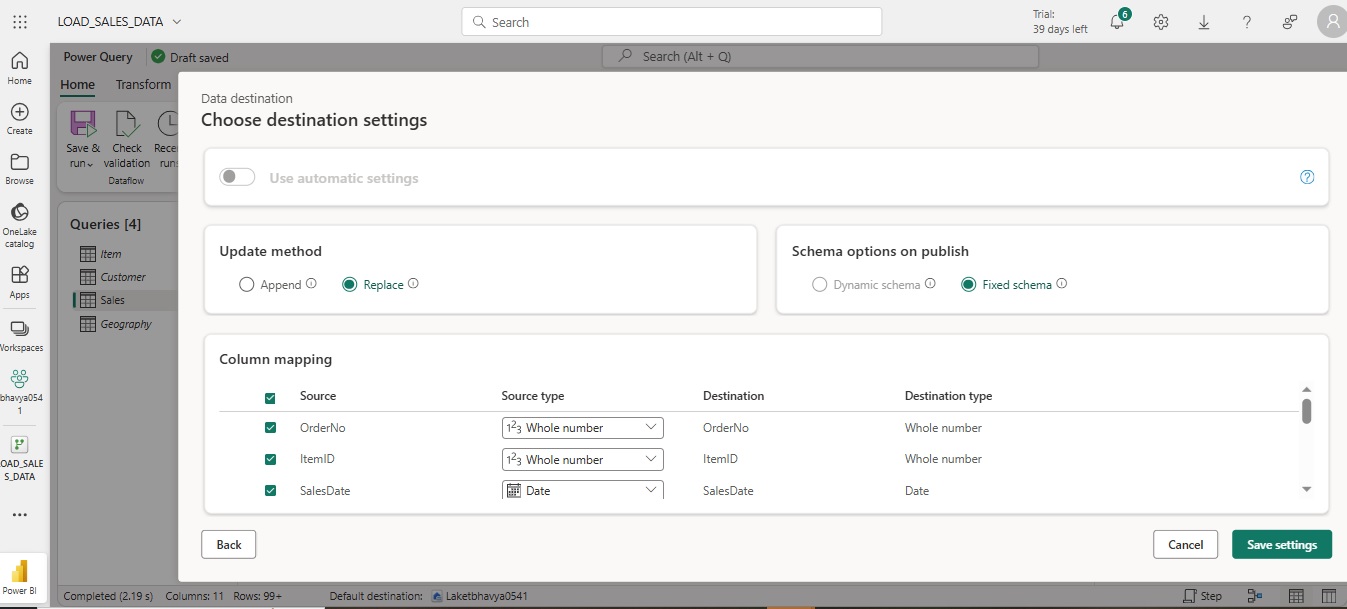 LOAD_SALES_DATA
Search
Trial:
39 days left
6
Home
Create
Browse
OneLake
catalog
Apps
Workspaces
bhavya054
1
OAD_SALE
S_DATA
Power BI
Power Query
Draft saved
Search (Alt + Q)
Home Transform
Save &
run
Check
validation
Rece
run
Dataflow
Queries [4]
Item
Customer
Sales
Geography
Data destination
Choose destination settings
Use automatic settings
Update method
Append Replace
Schema options on publish
Dynamic schema Fixed schema
Column mapping
Source Source type Destination Destination type
OrderNo 123 Whole number OrderNo Whole number
ItemID 123 Whole number ItemID Whole number
SalesDate Date SalesDate Date
Back Cancel Save settings
Completed (2.19 s) Columns: 11 Rows: 99+ Default destination: Laketbhavya0541 Step